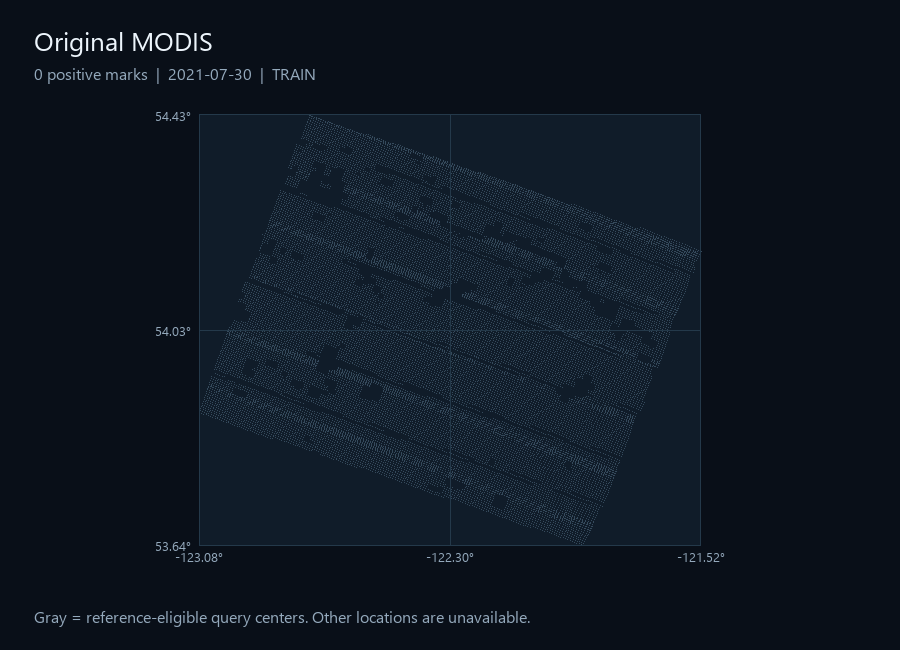 Original MODIS
0 positive marks | 2021-07-30 | TRAIN
54.43°
54.03°
53.64°
-123.08°
-122.30°
-121.52°
Gray = reference-eligible query centers. Other locations are unavailable.